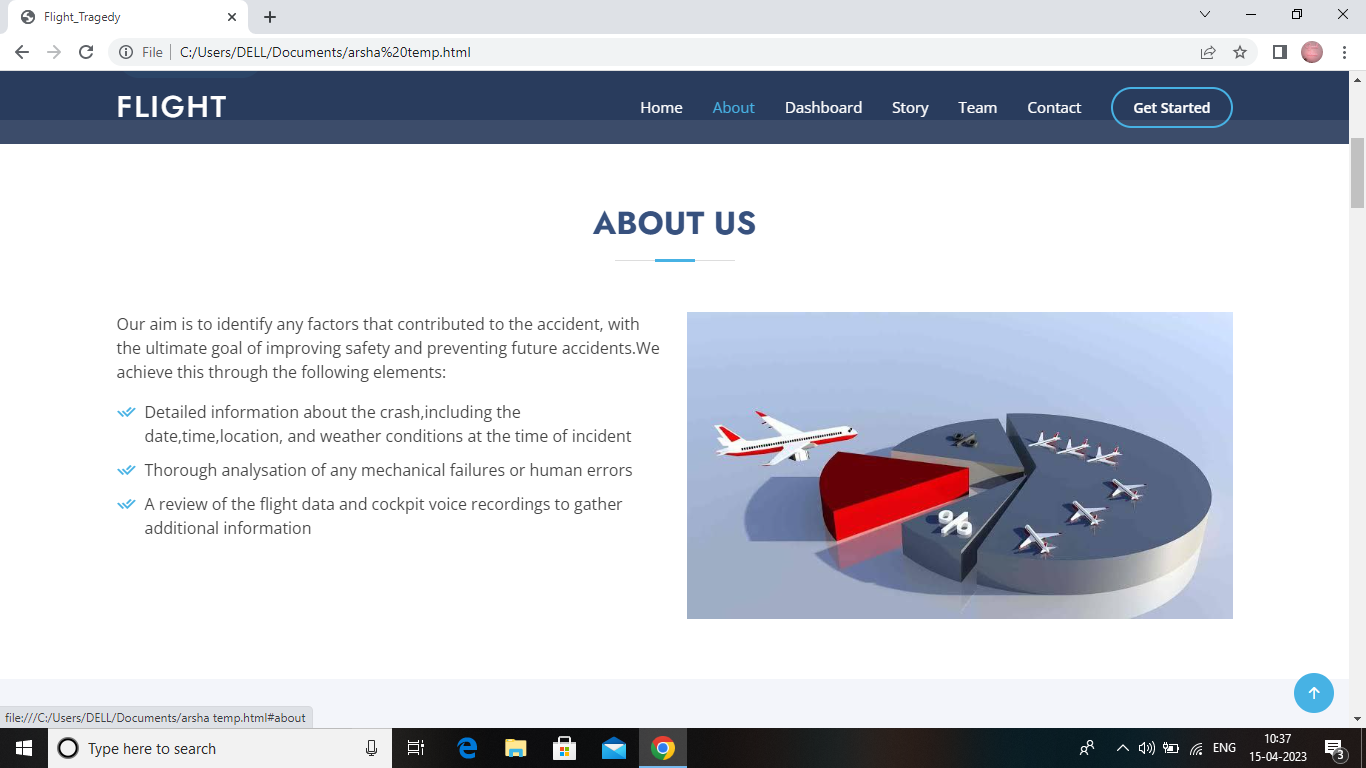 Flight_Tragedy
File
C:/Users/DELL/Documents/arsha%20temp.html
FLIGHT
Home
About
Dashboard
Story
Team
Contact
Get Started
ABOUT US
Our aim is to identify any factors that contributed to the accident, with
the ultimate goal of improving safety and preventing future accidents.We
achieve this through the following elements:
Detailed information about the crash,including the
date,time,location, and weather conditions at the time of incident
Thorough analysation of any mechanical failures or human errors
A review of the flight data and cockpit voice recordings to gather
additional information
%
%
file:///C:/Users/DELL/Documents/arsha temp.html#about
Type here to search
ENG
10:37
15-04-2023
3